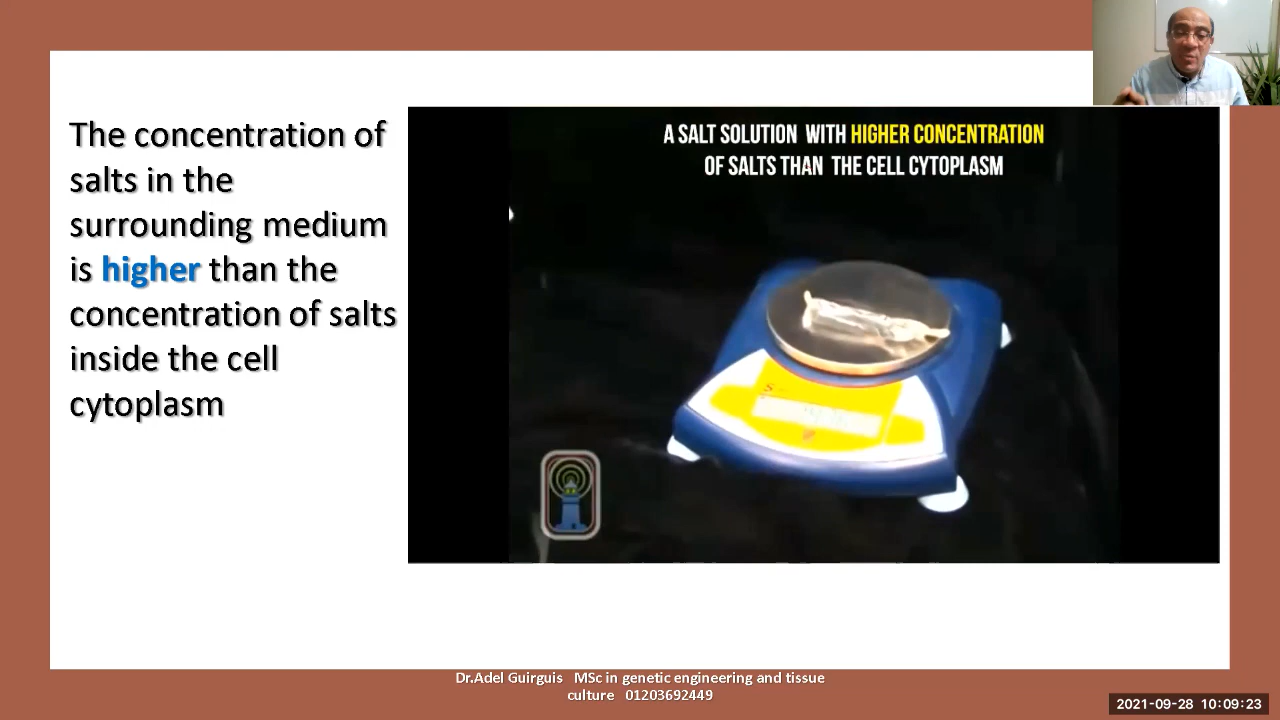 The concentration of
salts in the
surrounding medium
is higher than the
concentration of salts
inside the cell
cytoplasm
A SALT SOLUTION WITH HIGHER CONCENTRATION
OF SALTS THAN THE CELL CYTOPLASM
Dr.Adel Guirguis MSc in genetic engineering and tissue
culture 01203692449
2021-09-28 10:09:23